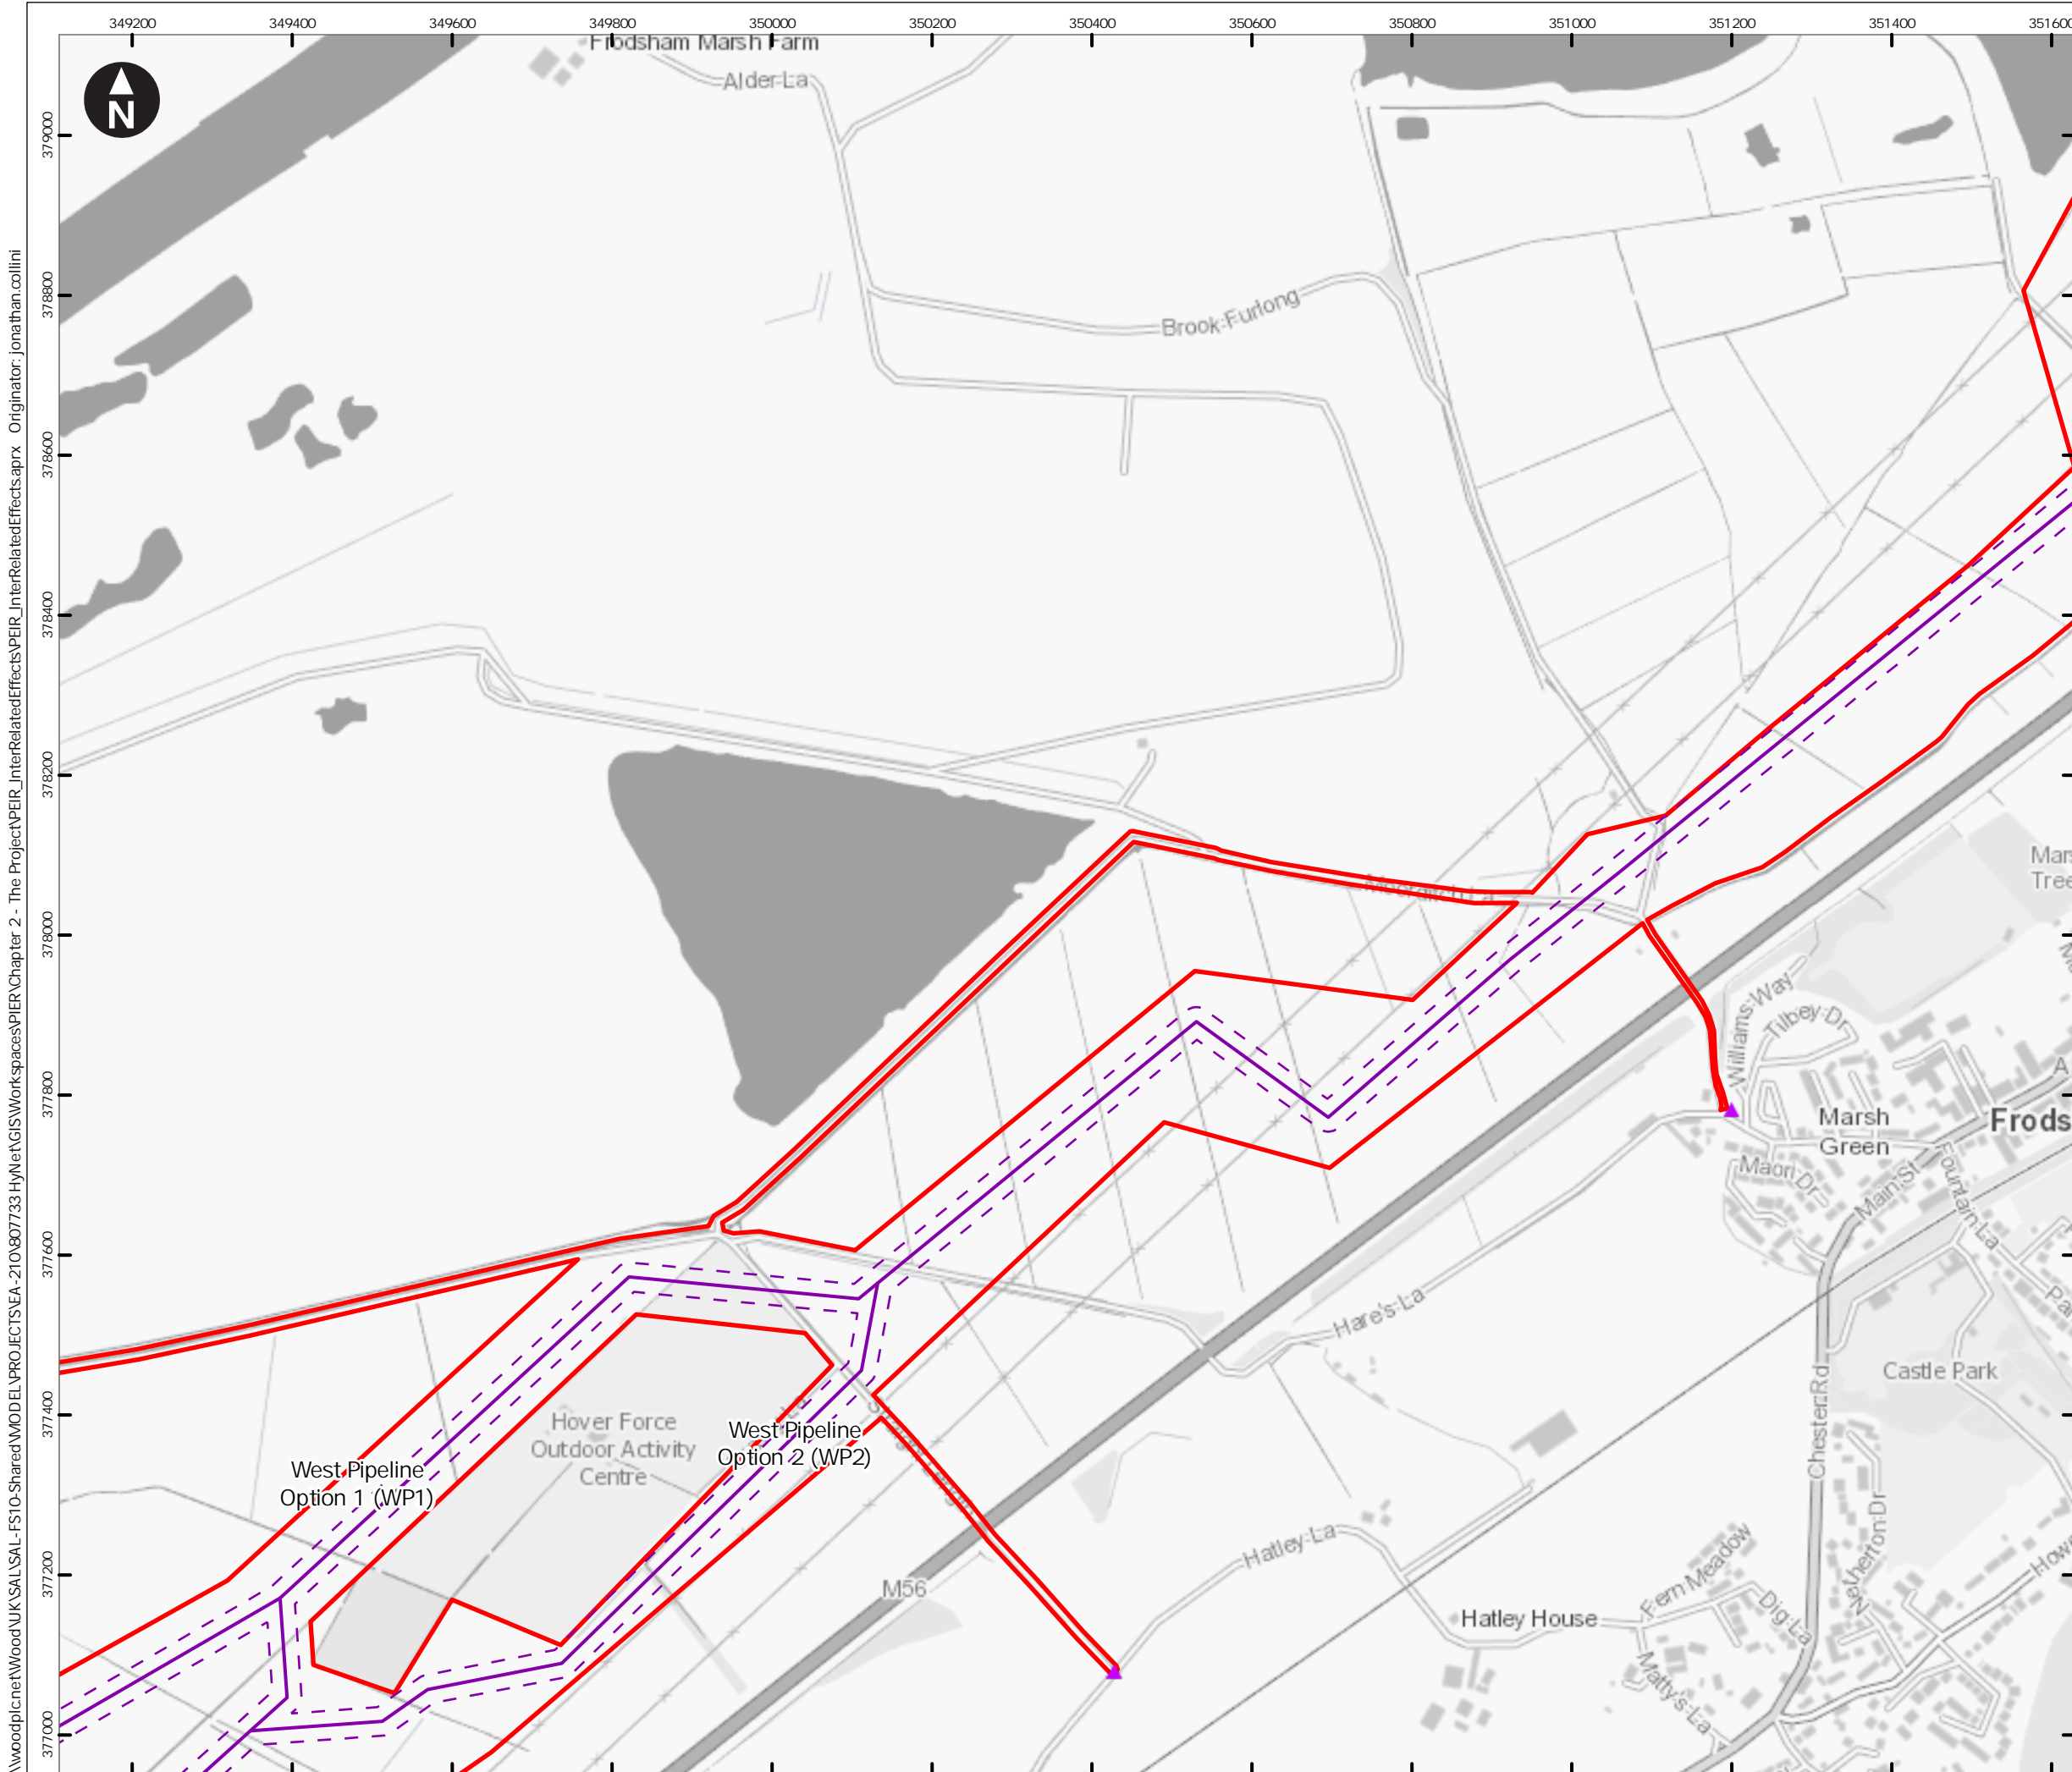 349200 349400 349600 349800 350000 350200 350400 350600 350800 351000 351200 351400 351600
\\woodplc.net\Wood\UK\SAL\SAL-FS10-Shared\MODEL\PROJECTS\EA-210\807733 HyNet\GIS\Workspaces\PIER\Chapter 2 - The Project\PEIR_InterRelatedEffects\PEIR_InterRelatedEffects.aprx Originator: jonathan.collini
N
379000
378800
378600
378400
378200
378000
377800
377600
377400
377200
377000
Frodsham Marsh Farm
Alder La
Brook Furlong
Williams Way
Tilbey Dr
Marsh
Green
Frods
Maori Dr
Main St
Fountain La
Hare's La
Castle Park
Chester Rd
Hover Force
Outdoor Activity
Centre
West Pipeline
Option 2 (WP2)
West Pipeline
Option 1 (WP1)
M56
Hatley La
Hatley House
Fern Meadow
Netherton Dr
Dig La
Matty's La